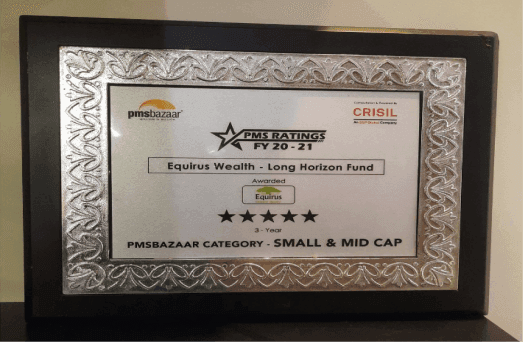 pmsbazaar
CRISIL
PMS RATINGS
FY 20 - 21
Equirus Wealth - Long Horizon Fund
Awarded
Equirus
3 - Year
PMSBAZAAR CATEGORY - SMALL & MID CAP